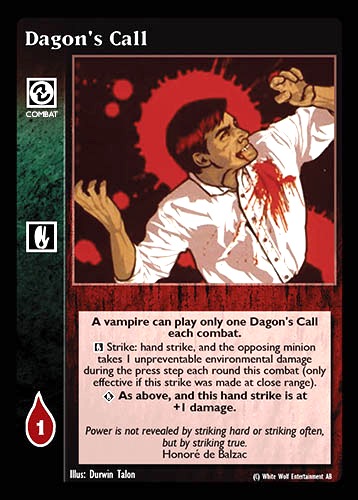 Dagon's Call
COMBAT
A vampire can play only one Dagon's Call
each combat.
Strike: hand strike, and the opposing minion
takes 1 unpreventable environmental damage
during the press step each round this combat (only
effective if this strike was made at close range).
As above, and this hand strike is at
+1 damage.
Power is not revealed by striking hard or striking often,
but by striking true.
Honoré de Balzac
1
Illus: Durwin Talon
(C) White Wolf Entertainment AB